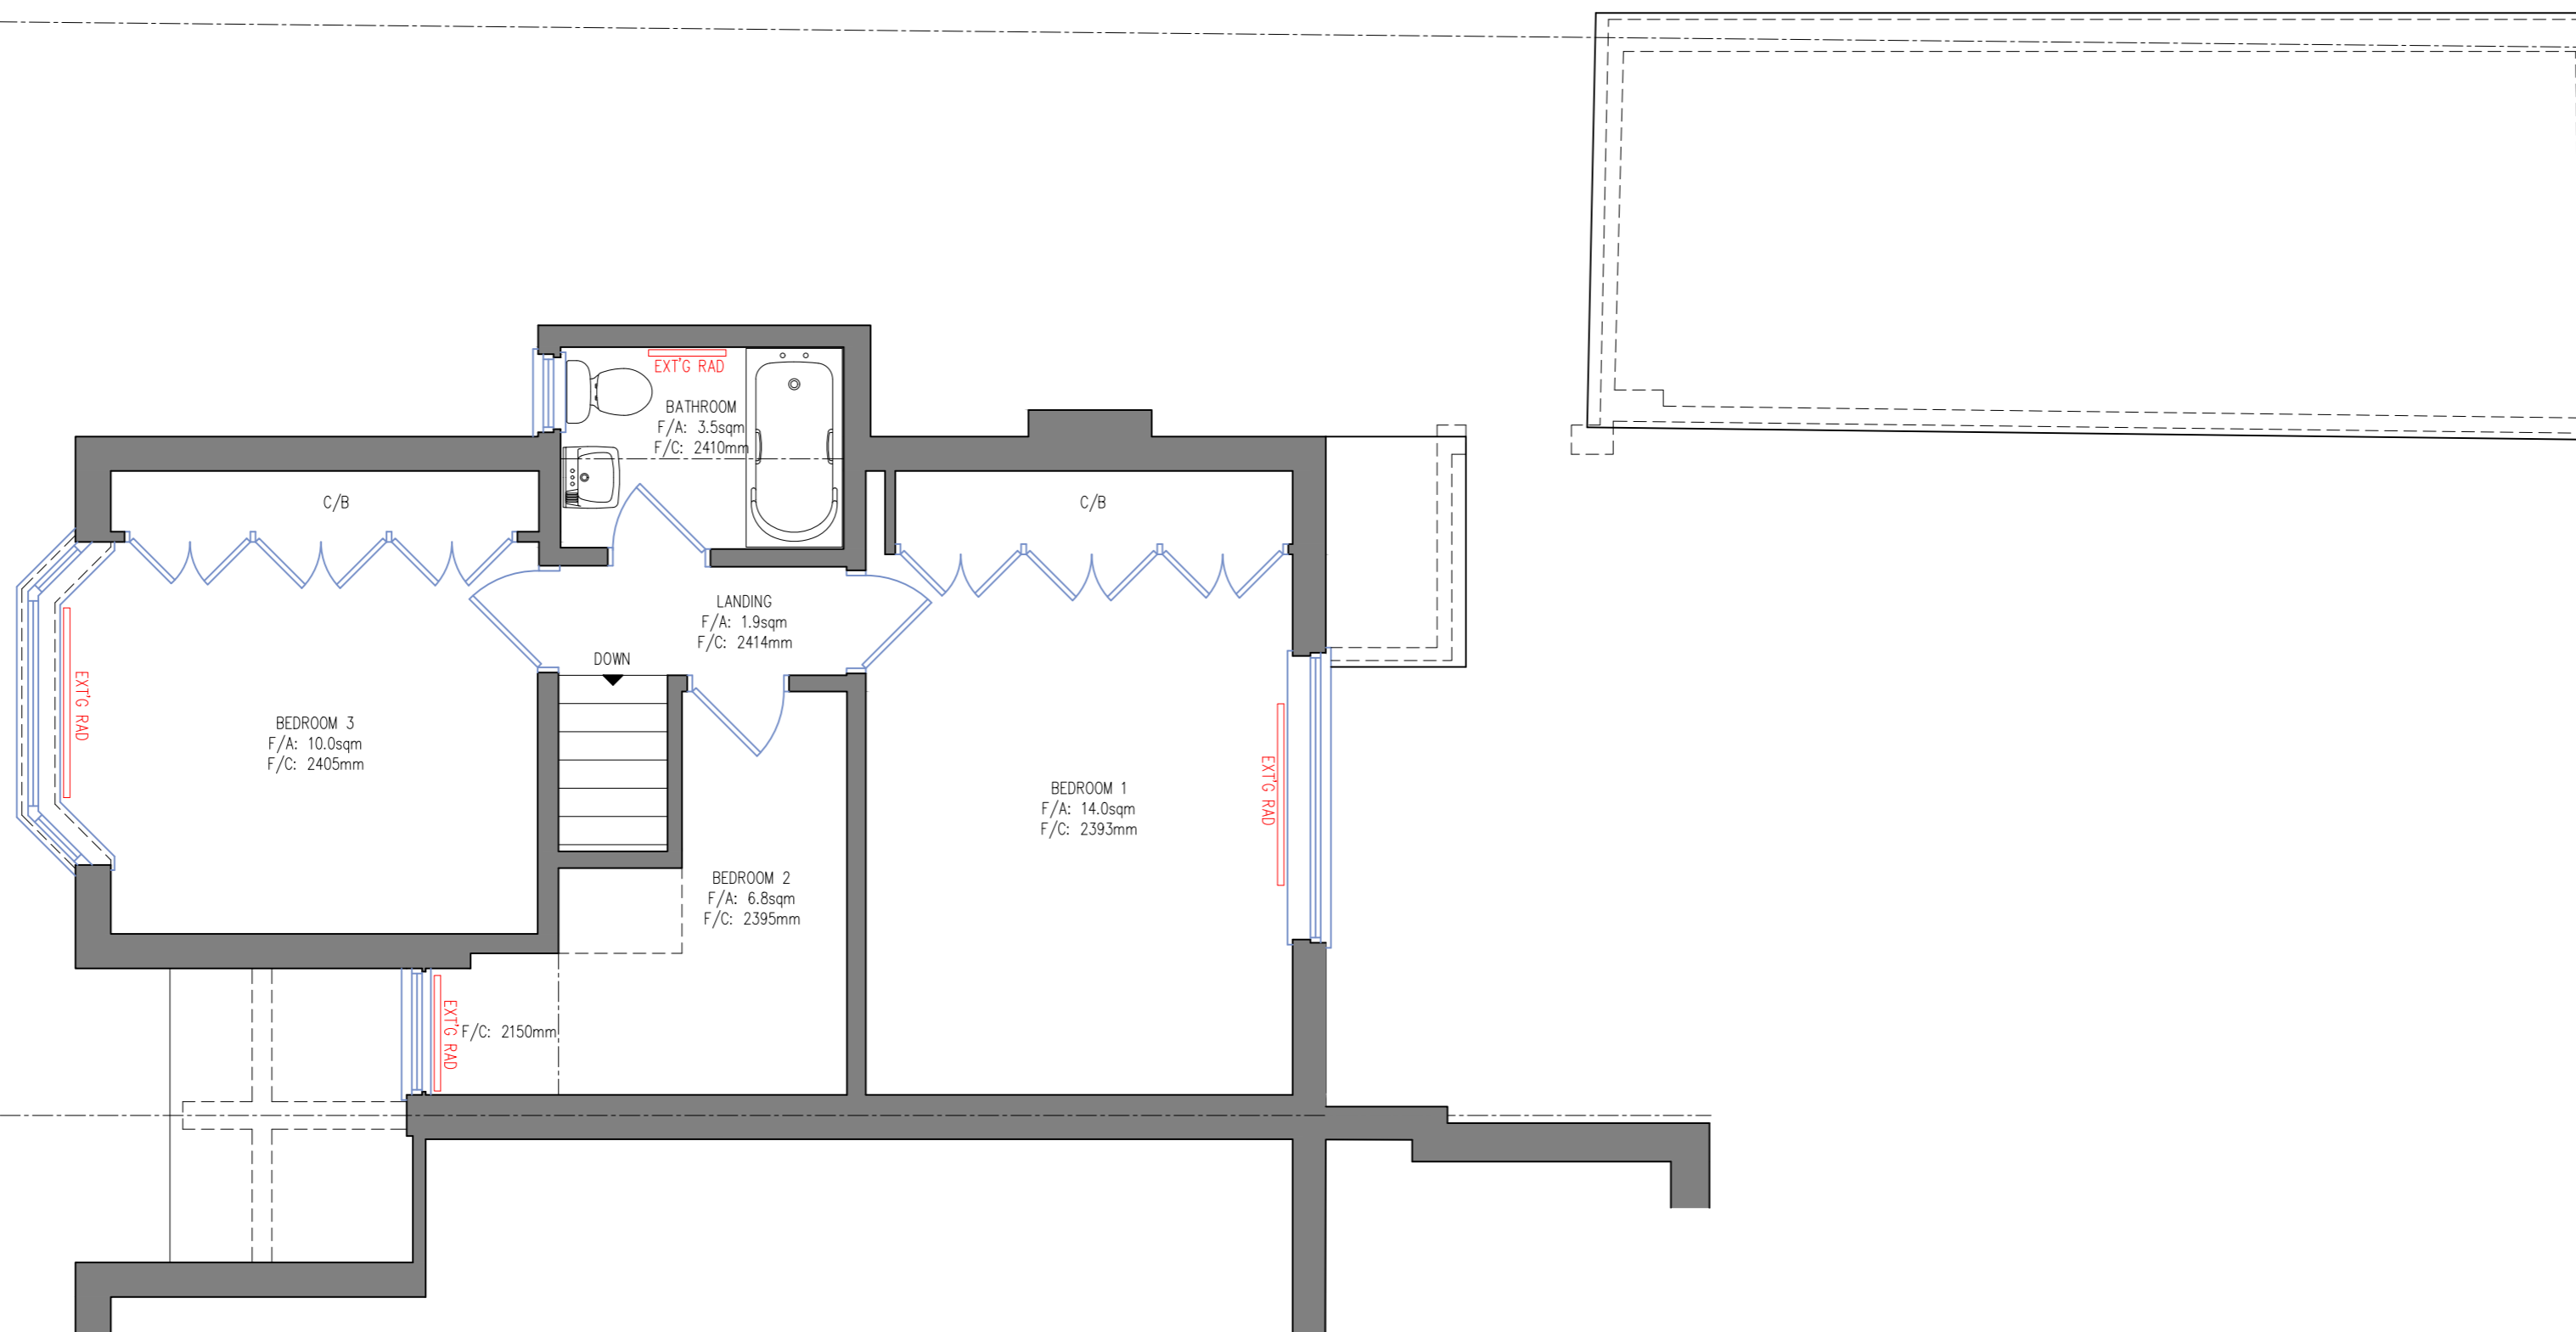 EXT'G RAD
BATHROOM
F/A: 3.5sqm
F/C: 2410mm
C/B
C/B
LANDING
F/A: 1.9sqm
F/C: 2414mm
DOWN
EXT'G RAD
BEDROOM 3
F/A: 10.0sqm
F/C: 2405mm
BEDROOM 1
F/A: 14.0sqm
F/C: 2393mm
EXT'G RAD
BEDROOM 2
F/A: 6.8sqm
F/C: 2395mm
EXT'G RAD
F/C: 2150mm